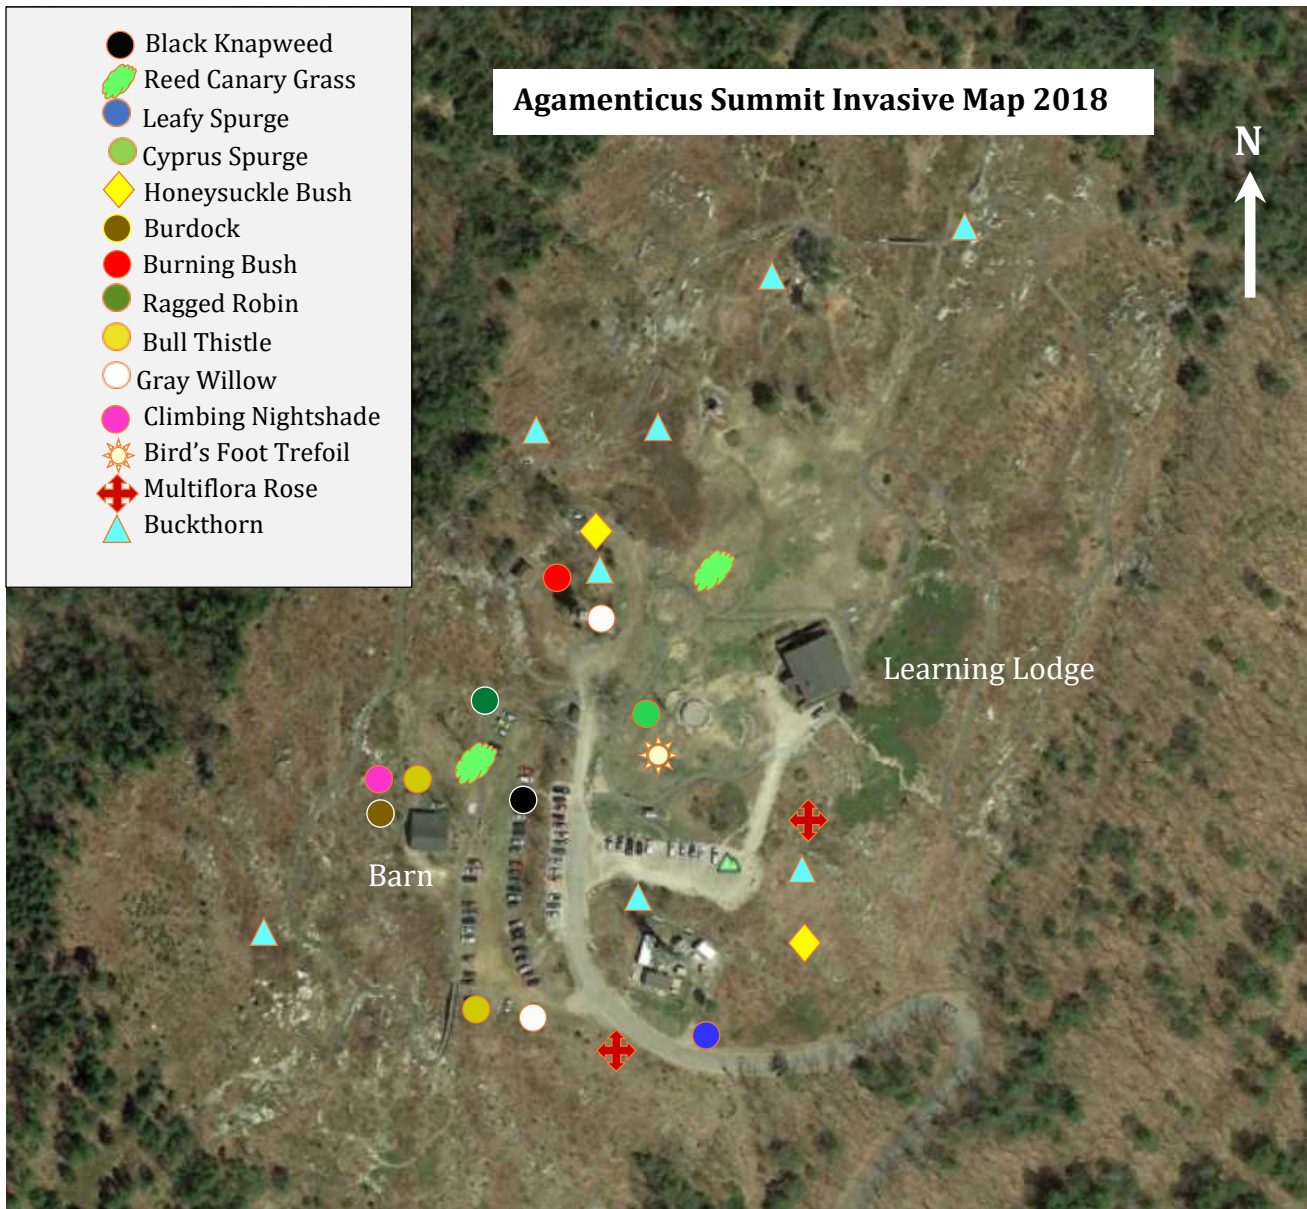 Black Knapweed
Reed Canary Grass
Leafy Spurge
Cyprus Spurge
Honeysuckle Bush
Burdock
Burning Bush
Ragged Robin
Bull Thistle
Gray Willow
Climbing Nightshade
Bird’s Foot Trefoil
Multiflora Rose
Buckthorn
Agamenticus Summit Invasive Map 2018
N
Learning Lodge
Barn